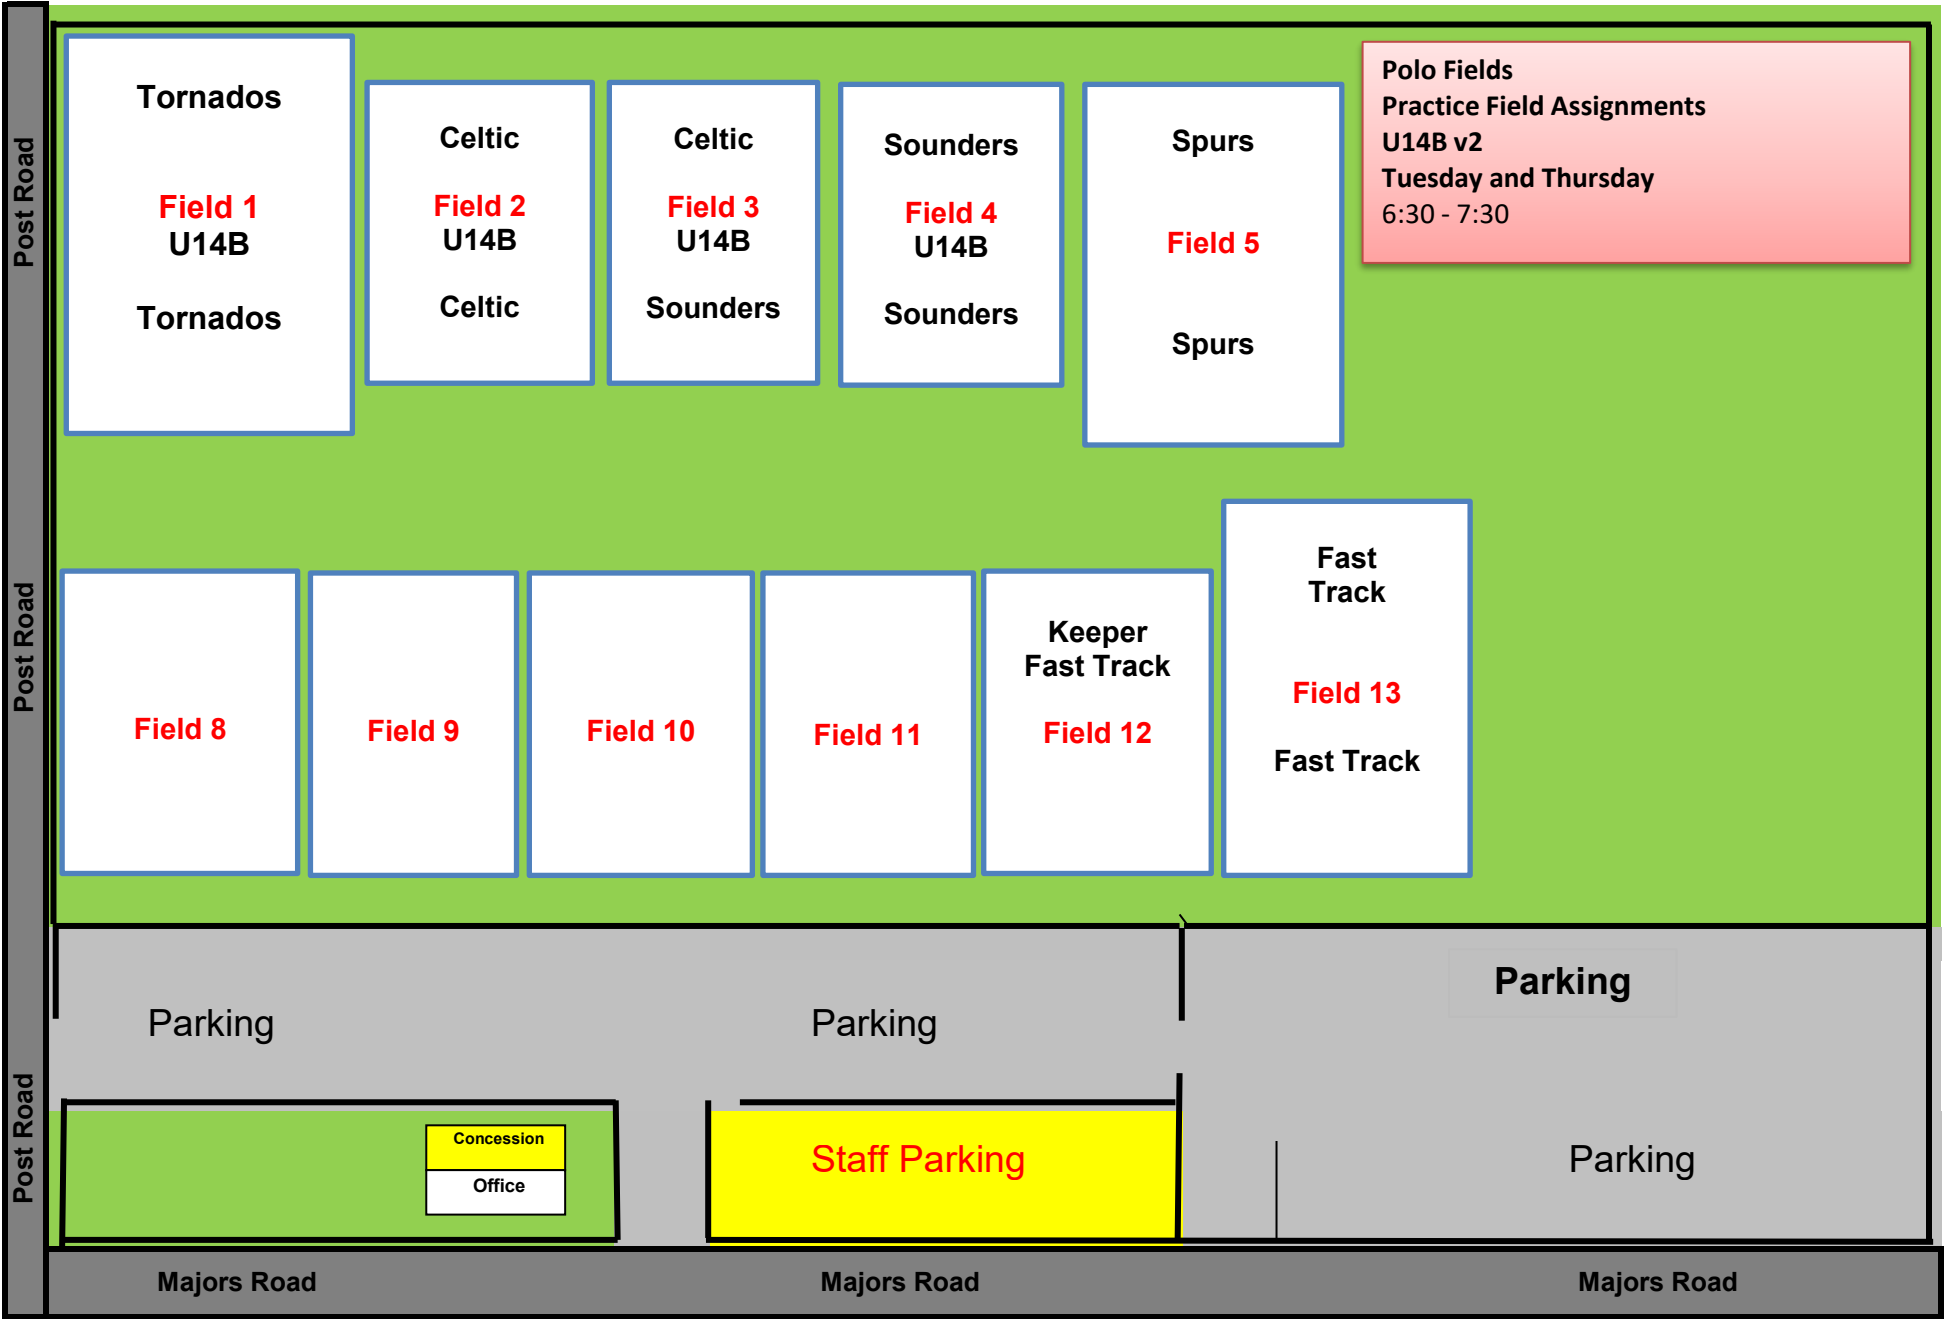 Post Road
Tornados
Field 1
U14B
Tornados
Celtic
Field 2
U14B
Celtic
Celtic
Field 3
U14B
Sounders
Sounders
Field 4
U14B
Sounders
Spurs
Field 5
Spurs
Polo Fields
Practice Field Assignments
U14B v2
Tuesday and Thursday
6:30 - 7:30
Post Road
Field 8
Field 9
Field 10
Field 11
Keeper
Fast Track
Field 12
Fast
Track
Field 13
Fast Track
Parking
Parking
Parking
Post Road
Concession
Office
Staff Parking
Parking
Majors Road
Majors Road
Majors Road